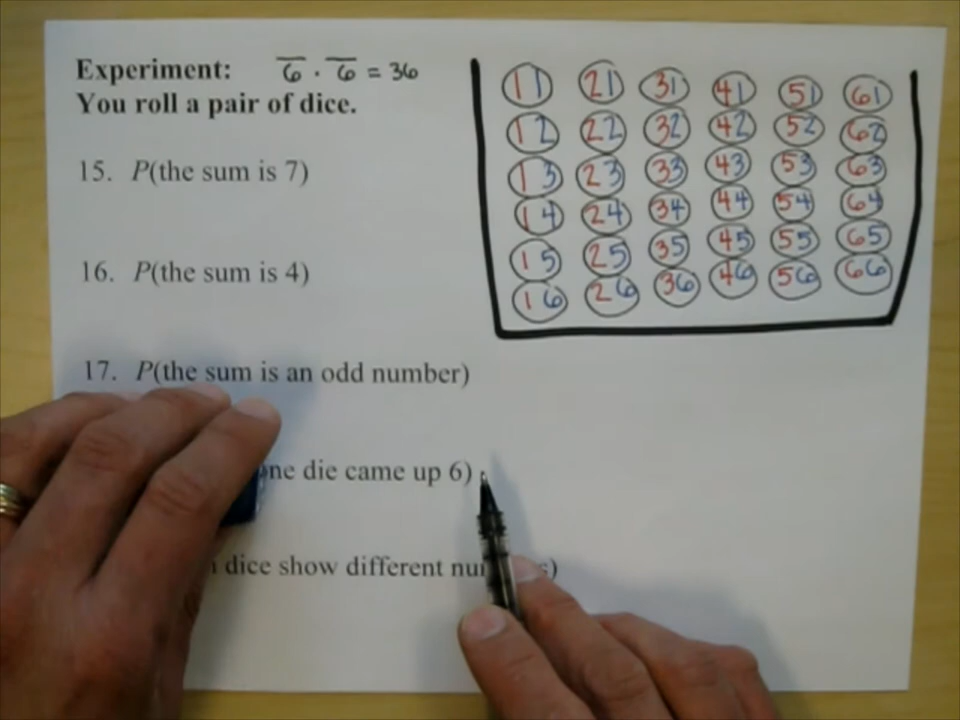 Experiment: 6 · 6 = 36
You roll a pair of dice.
11 21 31 41 51 61
12 22 32 42 52 62
13 23 33 43 53 63
14 24 34 44 54 64
15 25 35 45 55 65
16 26 36 46 56 66
15. P(the sum is 7)
16. P(the sum is 4)
17. P(the sum is an odd number)
die came up 6)
dice show different